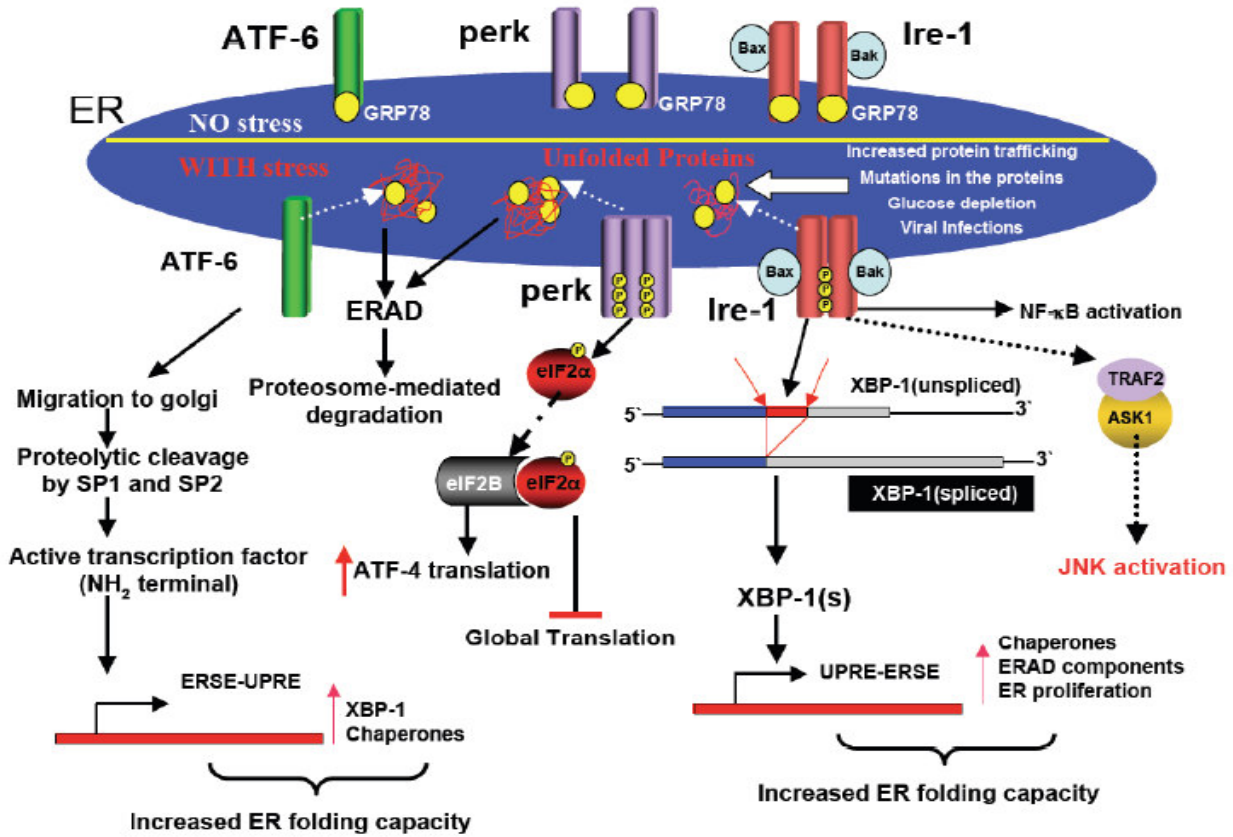 ATF-6
perk
Ire-1
Bax
Bak
ER
GRP78
GRP78
GRP78
NO stress
WITH stress
Unfolded Proteins
Increased protein trafficking
Mutations in the proteins
Glucose depletion
Viral Infections
ATF-6
perk
P
P
P
P
P
P
Ire-1
Bax
P
P
P
Bak
NF-κB activation
ERAD
Proteosome-mediated
degradation
Migration to golgi
Proteolytic cleavage
by SP1 and SP2
Active transcription factor
(NH2 terminal)
ERSE-UPRE
XBP-1
Chaperones
Increased ER folding capacity
P
eIF2α
P
eIF2B
eIF2α
ATF-4 translation
Global Translation
XBP-1(unspliced)
5`
3`
5`
3`
XBP-1(spliced)
TRAF2
ASK1
JNK activation
XBP-1(s)
UPRE-ERSE
Chaperones
ERAD components
ER proliferation
Increased ER folding capacity